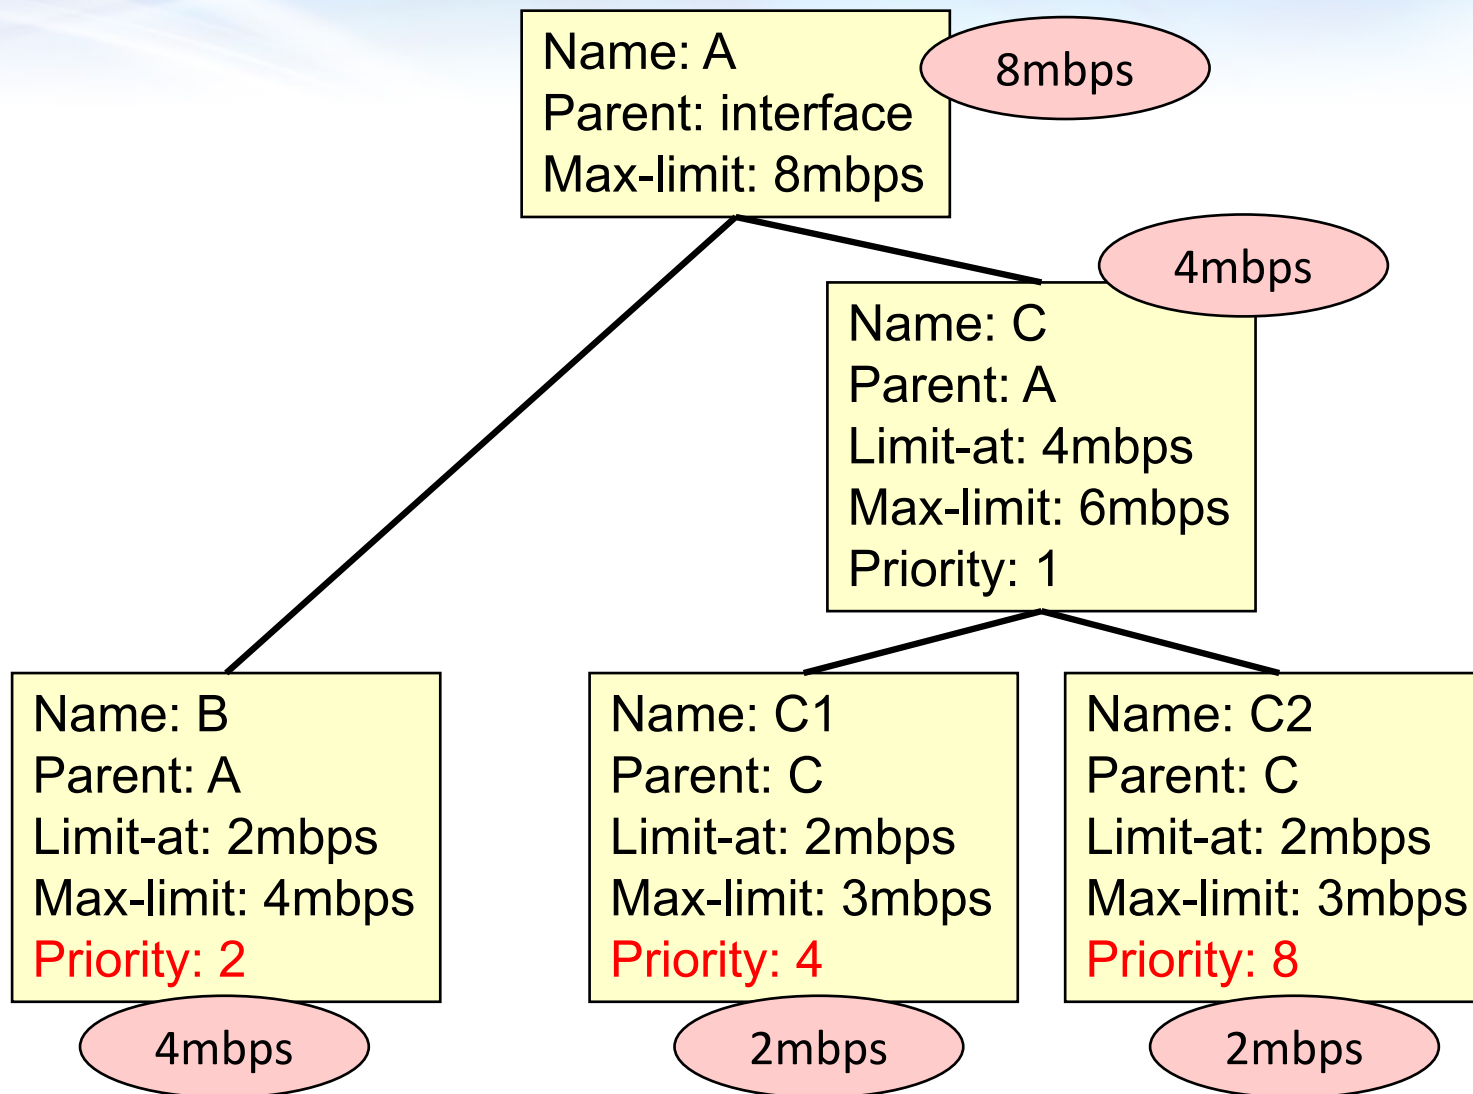 Name: A
Parent: interface
Max-limit: 8mbps
8mbps
4mbps
Name: C
Parent: A
Limit-at: 4mbps
Max-limit: 6mbps
Priority: 1
Name: B
Parent: A
Limit-at: 2mbps
Max-limit: 4mbps
Priority: 2
4mbps
Name: C1
Parent: C
Limit-at: 2mbps
Max-limit: 3mbps
Priority: 4
2mbps
Name: C2
Parent: C
Limit-at: 2mbps
Max-limit: 3mbps
Priority: 8
2mbps